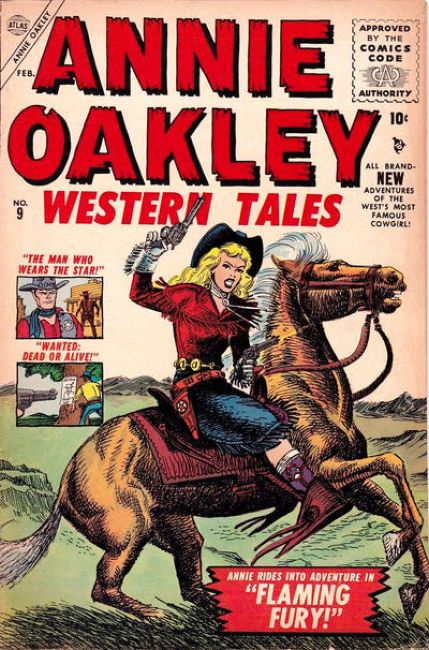 ATLAS
ANNIE OAKLEY
FEB.
ANNIE
OAKLEY
WESTERN TALES
NO.
9
APPROVED
BY THE
COMICS
CODE
CA
AUTHORITY
10¢
ALL BRAND-
NEW
ADVENTURES
OF THE
WEST'S MOST
FAMOUS
COWGIRL!
"THE MAN WHO
WEARS THE STAR!"
"WANTED:
DEAD OR ALIVE!"
ANNIE RIDES INTO ADVENTURE IN
"FLAMING
FURY!"